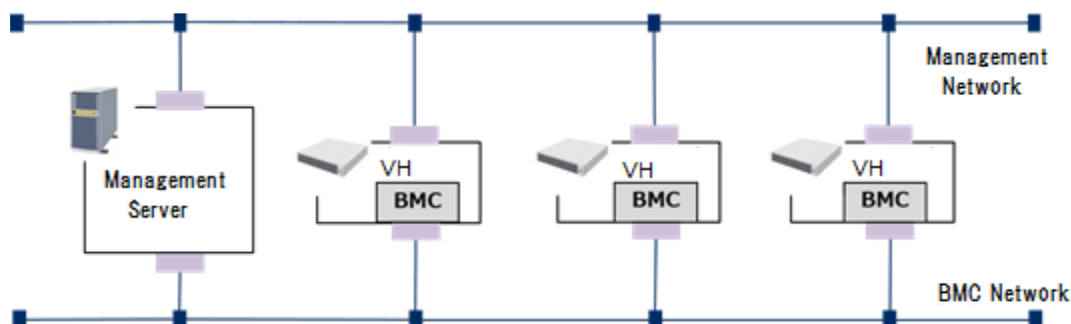 Management
Network
Management
Server
VH
BMC
VH
BMC
VH
BMC
BMC Network